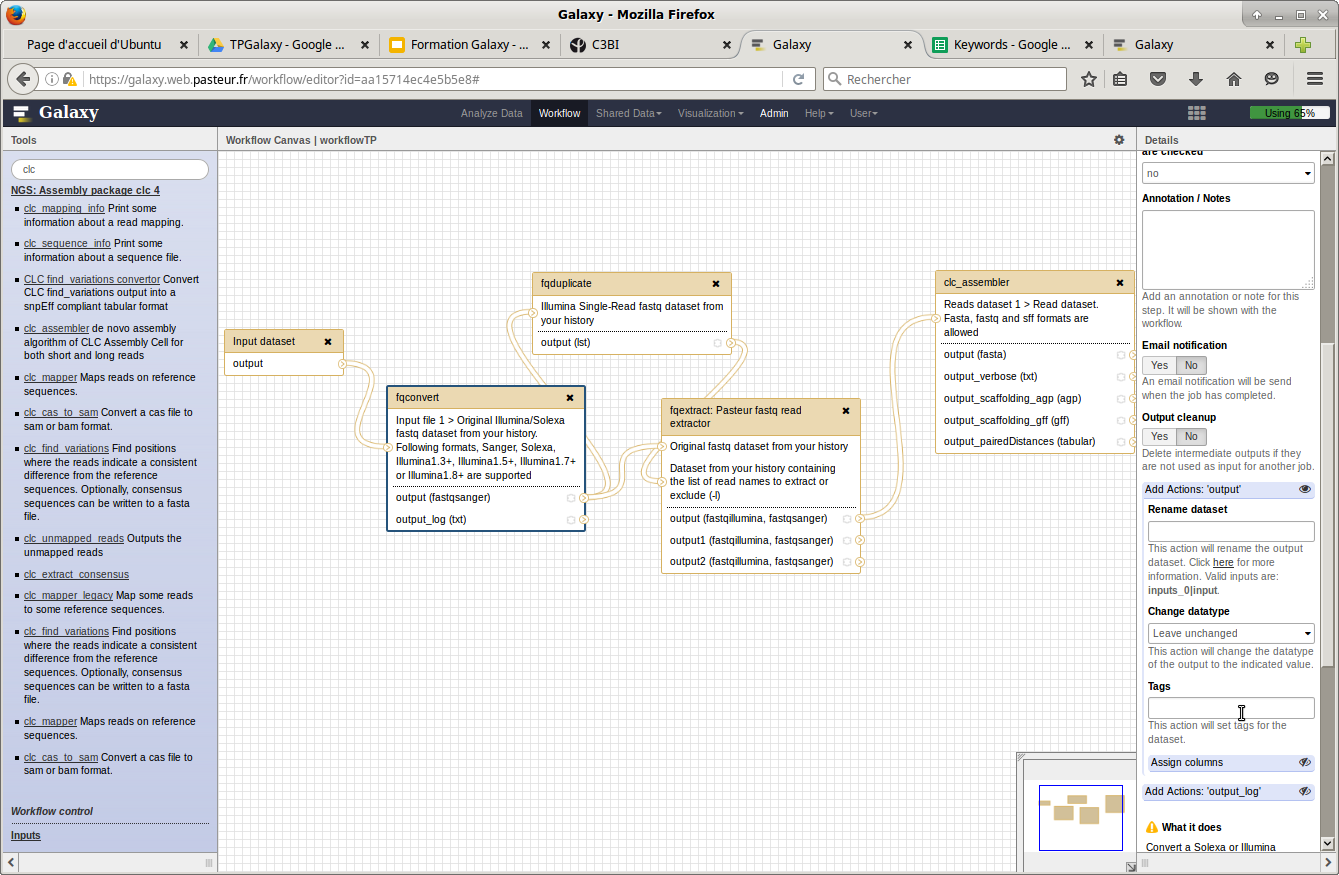 Galaxy - Mozilla Firefox
Page d'accueil d'Ubuntu
TPGalaxy - Google ...
Formation Galaxy - ...
C3BI
Galaxy
Keywords - Google ...
Galaxy
https://galaxy.web.pasteur.fr/workflow/editor?id=aa15714ec4e5b5e8#
Rechercher
Galaxy
Analyze Data
Workflow
Shared Data
Visualization
Admin
Help
User
Using 65%
Tools
clc
NGS: Assembly package clc 4
clc_mapping_info Print some
information about a read mapping.
clc_sequence_info Print some
information about a sequence file.
CLC find_variations convertor Convert
CLC find_variations output into a
snpEff compliant tabular format
clc_assembler de novo assembly
algorithm of CLC Assembly Cell for
both short and long reads
clc_mapper Maps reads on reference
sequences.
clc_cas_to_sam Convert a cas file to
sam or bam format.
clc_find_variations Find positions
where the reads indicate a consistent
difference from the reference
sequences. Optionally, consensus
sequences can be written to a fasta
file.
clc_unmapped_reads Outputs the
unmapped reads
clc_extract_consensus
clc_mapper_legacy Map some reads
to some reference sequences.
clc_find_variations Find positions
where the reads indicate a consistent
difference from the reference
sequences. Optionally, consensus
sequences can be written to a fasta
file.
clc_mapper Maps reads on reference
sequences.
clc_cas_to_sam Convert a cas file to
sam or bam format.
Workflow control
Inputs
Workflow Canvas | workflowTP
Input dataset
output
fqconvert
Input file 1 > Original Illumina/Solexa
fastq dataset from your history.
Following formats, Sanger, Solexa,
Illumina1.3+, Illumina1.5+, Illumina1.7+
or Illumina1.8+ are supported
output (fastqsanger)
output_log (txt)
fqduplicate
Illumina Single-Read fastq dataset from
your history
output (lst)
fqextract: Pasteur fastq read
extractor
Original fastq dataset from your history
Dataset from your history containing
the list of read names to extract or
exclude (-l)
output (fastqillumina, fastqsanger)
output1 (fastqillumina, fastqsanger)
output2 (fastqillumina, fastqsanger)
clc_assembler
Reads dataset 1 > Read dataset.
Fasta, fastq and sff formats are
allowed
output (fasta)
output_verbose (txt)
output_scaffolding_agp (agp)
output_scaffolding_gff (gff)
output_pairedDistances (tabular)
Details
are checked
no
Annotation / Notes
Add an annotation or note for this
step. It will be shown with the
workflow.
Email notification
Yes No
An email notification will be send
when the job has completed.
Output cleanup
Yes No
Delete intermediate outputs if they
are not used as input for another job.
Add Actions: 'output'
Rename dataset
This action will rename the output
dataset. Click here for more
information. Valid inputs are:
inputs_0|input.
Change datatype
Leave unchanged
This action will change the datatype
of the output to the indicated value.
Tags
This action will set tags for the
dataset.
Assign columns
Add Actions: 'output_log'
What it does
Convert a Solexa or Illumina